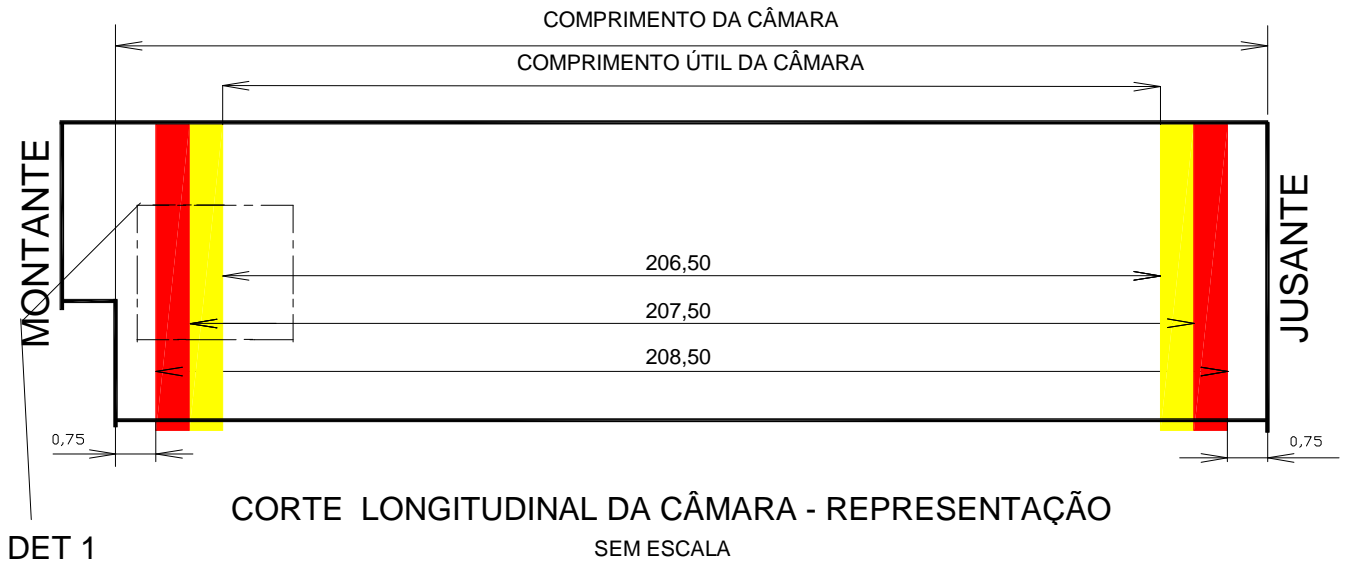 COMPRIMENTO DA CÂMARA
COMPRIMENTO ÚTIL DA CÂMARA
MONTANTE
JUSANTE
206,50
207,50
208,50
0,75
0,75
CORTE LONGITUDINAL DA CÂMARA - REPRESENTAÇÃO
DET 1
SEM ESCALA